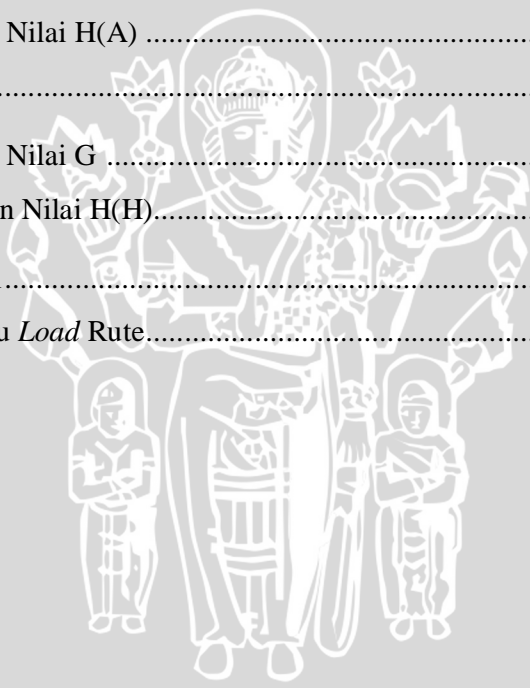 Nilai H(A) ..........................................................
..........................................................
Nilai G ..........................................................
n Nilai H(H)..........................................................
..........................................................
u Load Rute..........................................................